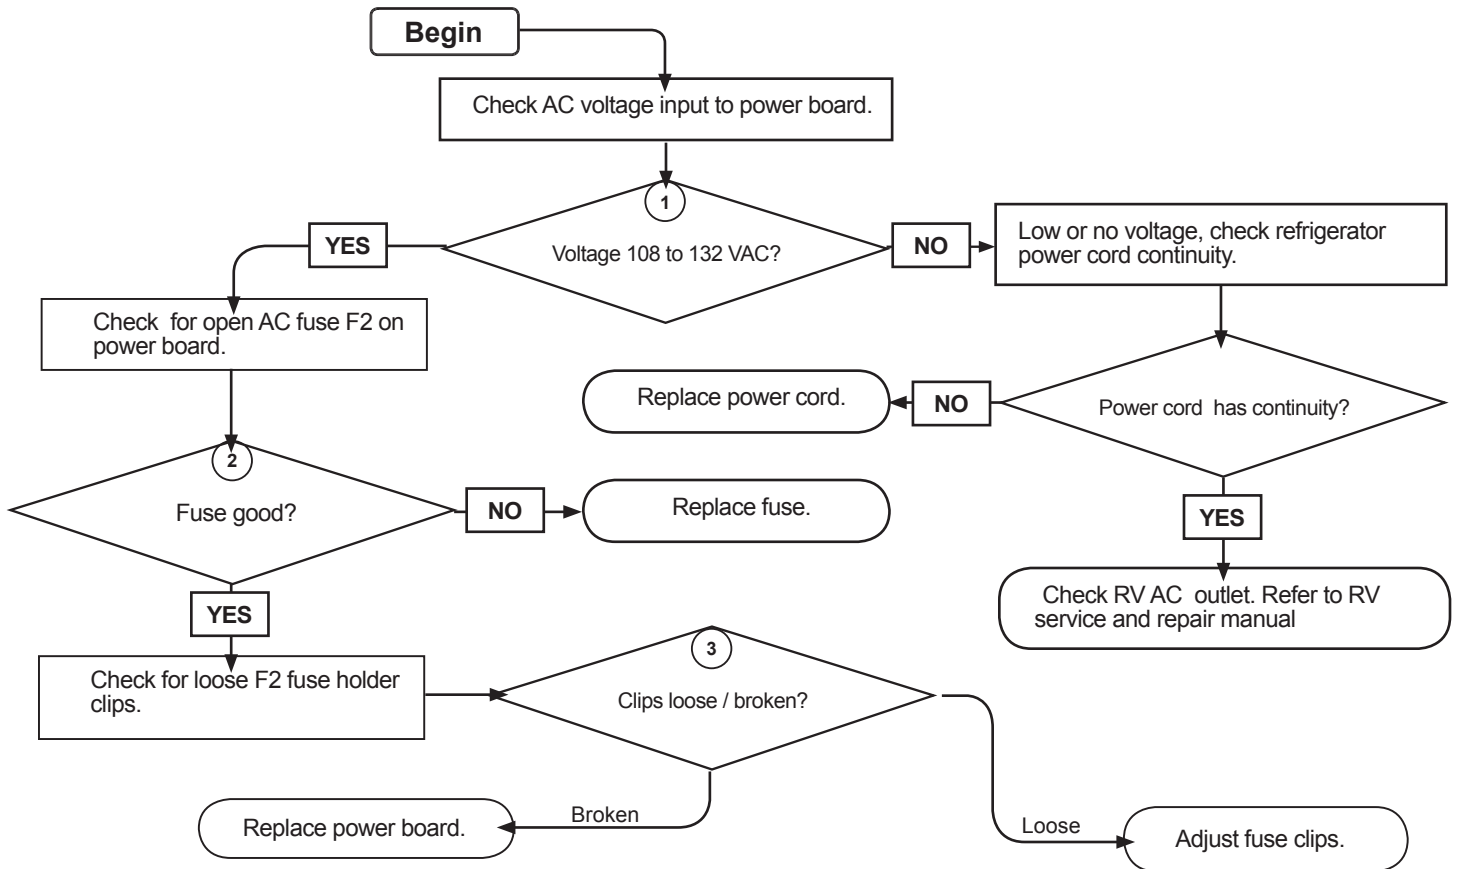 Begin
Check AC voltage input to power board.
1
Voltage 108 to 132 VAC?
YES
NO
Low or no voltage, check refrigerator
power cord continuity.
Check  for open AC fuse F2 on
power board.
Replace power cord.
NO
Power cord  has continuity?
2
Fuse good?
NO
Replace fuse.
YES
YES
Check RV AC  outlet. Refer to RV
service and repair manual
Check for loose F2 fuse holder
clips.
3
Clips loose / broken?
Broken
Replace power board.
Loose
Adjust fuse clips.